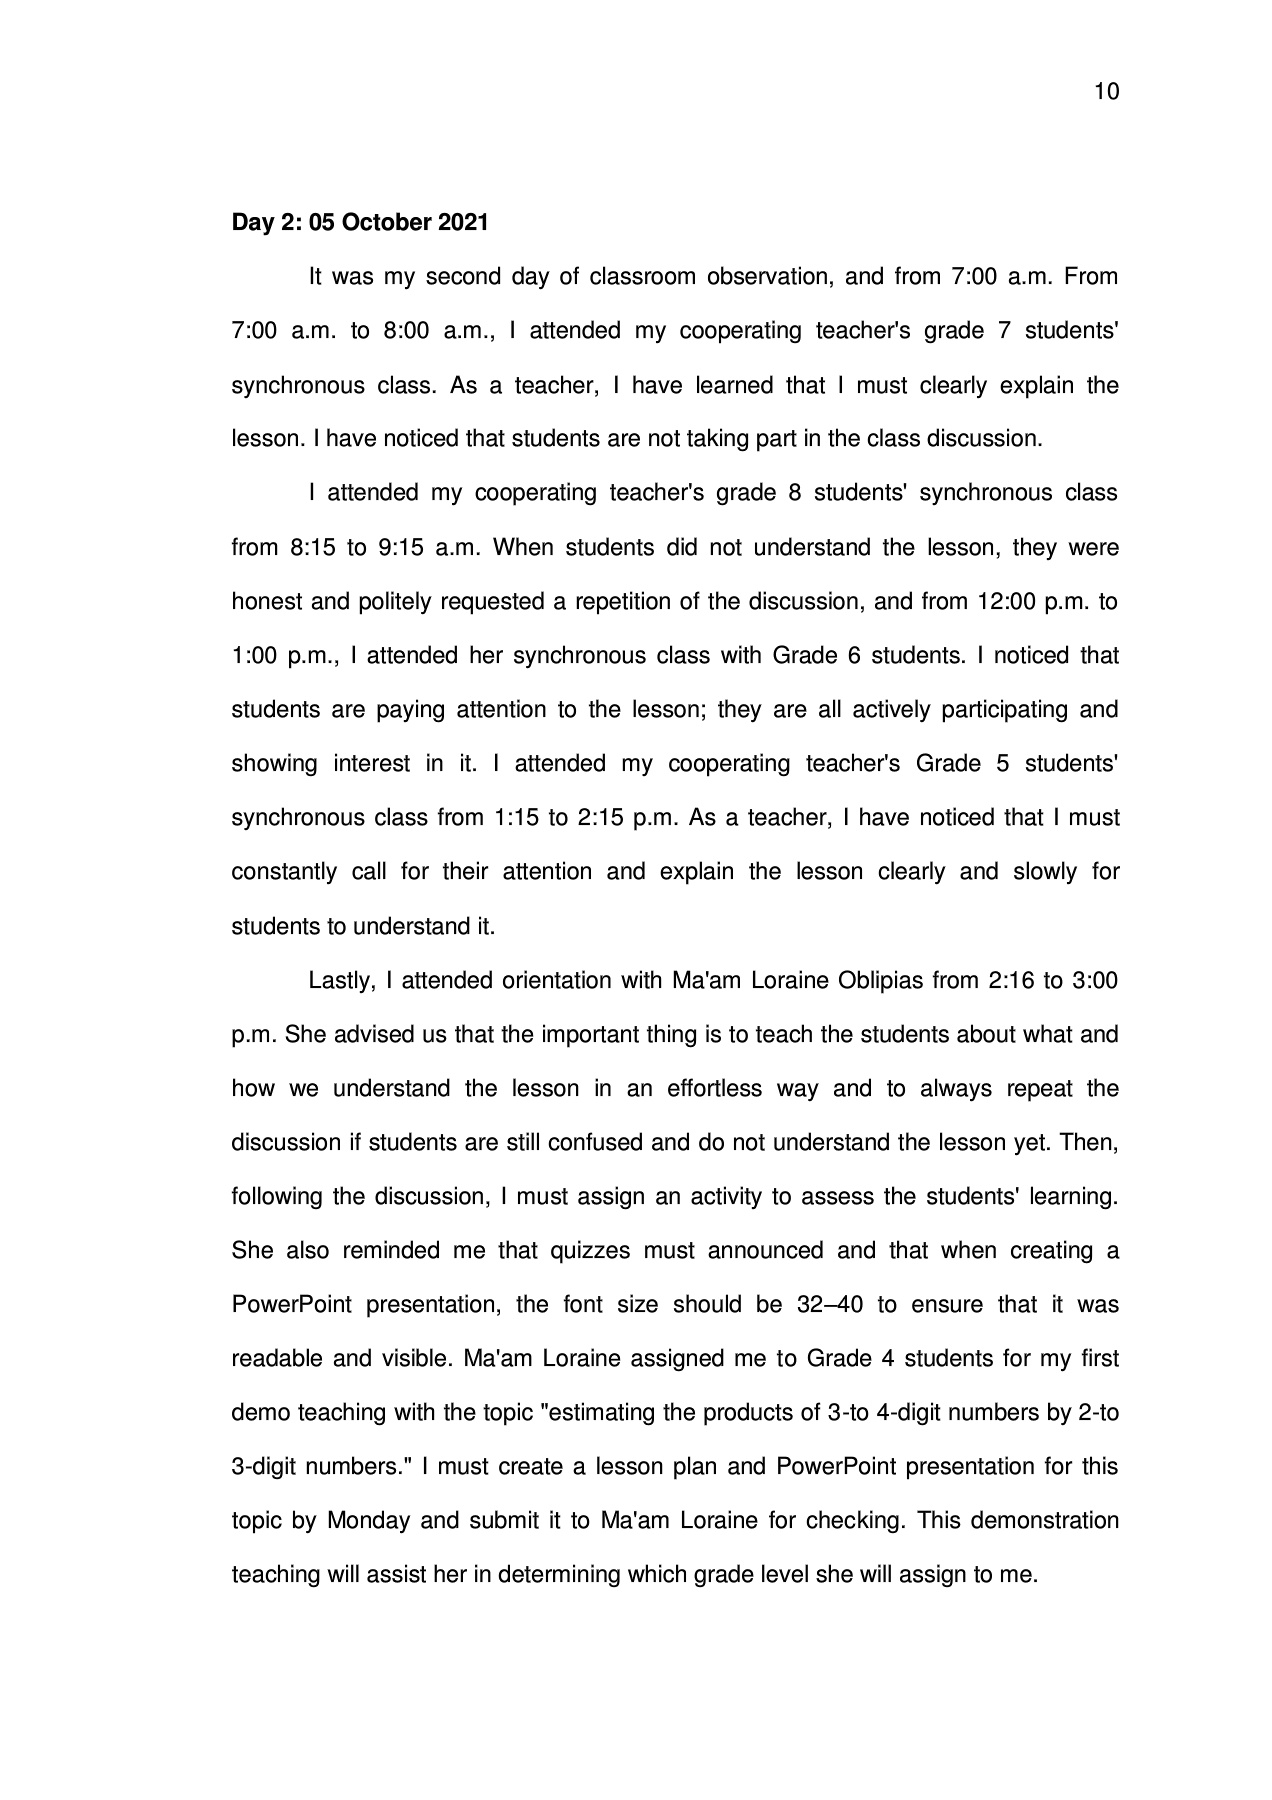 10
Day 2: 05 October 2021
It was my second day of classroom observation, and from 7:00 a.m. From
7:00 a.m. to 8:00 a.m., I attended my cooperating teacher's grade 7 students'
synchronous class. As a teacher, I have learned that I must clearly explain the
lesson. I have noticed that students are not taking part in the class discussion.
I attended my cooperating teacher's grade 8 students' synchronous class
from 8:15 to 9:15 a.m. When students did not understand the lesson, they were
honest and politely requested a repetition of the discussion, and from 12:00 p.m. to
1:00 p.m., I attended her synchronous class with Grade 6 students. I noticed that
students are paying attention to the lesson; they are all actively participating and
showing interest in it. I attended my cooperating teacher's Grade 5 students'
synchronous class from 1:15 to 2:15 p.m. As a teacher, I have noticed that I must
constantly call for their attention and explain the lesson clearly and slowly for
students to understand it.
Lastly, I attended orientation with Ma'am Loraine Oblipias from 2:16 to 3:00
p.m. She advised us that the important thing is to teach the students about what and
how we understand the lesson in an effortless way and to always repeat the
discussion if students are still confused and do not understand the lesson yet. Then,
following the discussion, I must assign an activity to assess the students' learning.
She also reminded me that quizzes must announced and that when creating a
PowerPoint presentation, the font size should be 32–40 to ensure that it was
readable and visible. Ma'am Loraine assigned me to Grade 4 students for my first
demo teaching with the topic "estimating the products of 3-to 4-digit numbers by 2-to
3-digit numbers." I must create a lesson plan and PowerPoint presentation for this
topic by Monday and submit it to Ma'am Loraine for checking. This demonstration
teaching will assist her in determining which grade level she will assign to me.